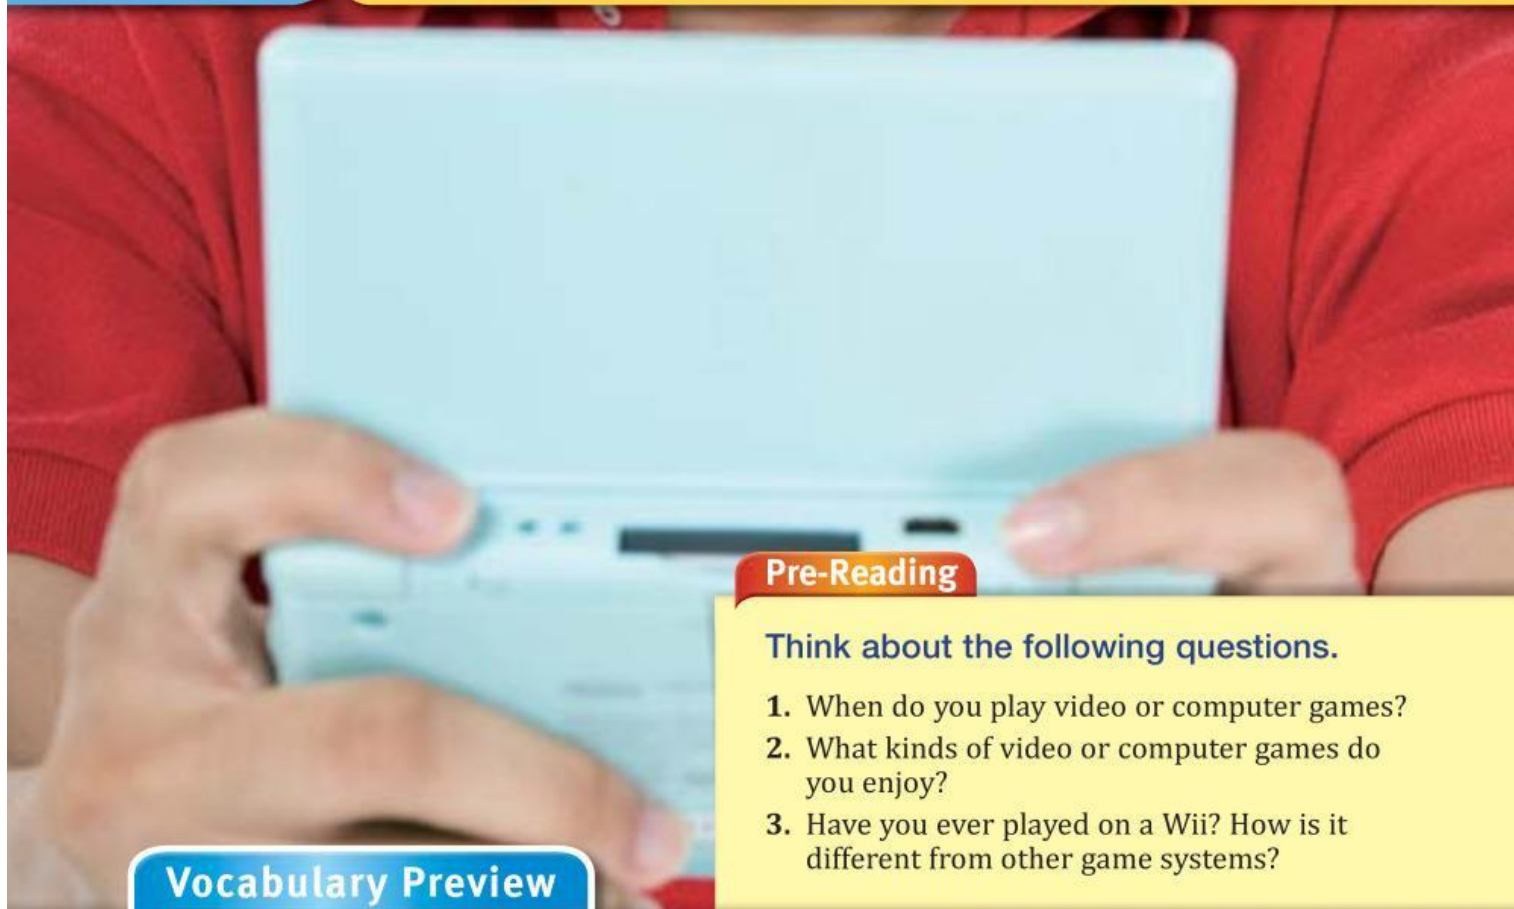 Pre-Reading
Think about the following questions.
1. When do you play video or computer games?
2. What kinds of video or computer games do
you enjoy?
3. Have you ever played on a Wii? How is it
different from other game systems?
Vocabulary Preview